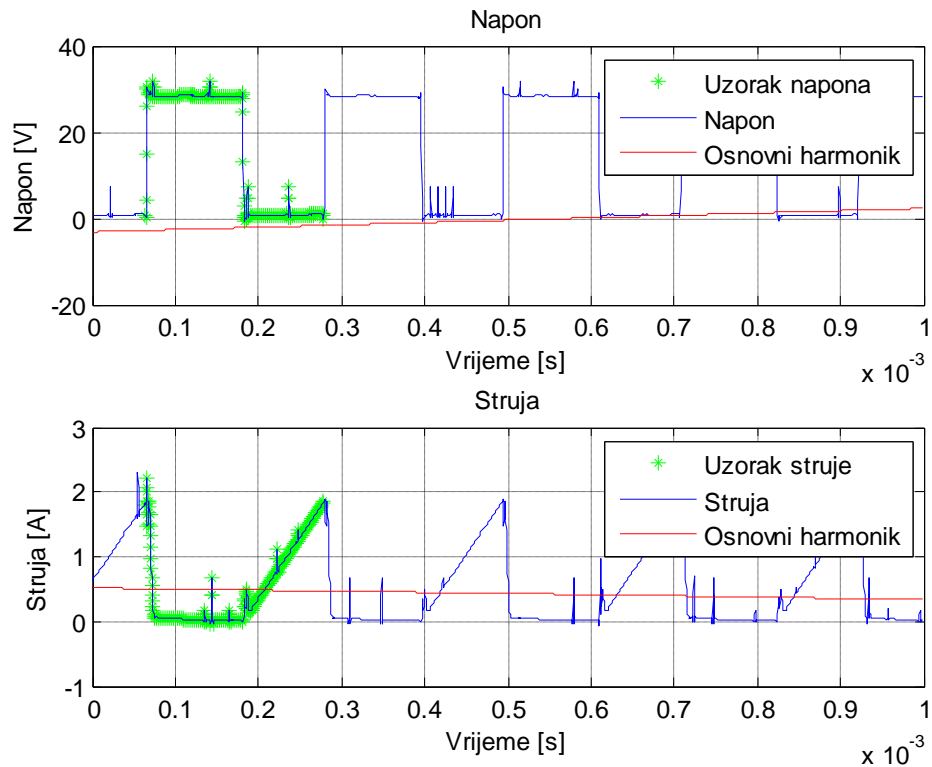 Napon
40
20
0
-20
Napon [V]
Uzorak napona
Napon
Osnovni harmonik
0 0.1 0.2 0.3 0.4 0.5 0.6 0.7 0.8 0.9 1
Vrijeme [s]
x 10⁻³
Struja
3
2
1
0
-1
Struja [A]
Uzorak struje
Struja
Osnovni harmonik
0 0.1 0.2 0.3 0.4 0.5 0.6 0.7 0.8 0.9 1
Vrijeme [s]
x 10⁻³